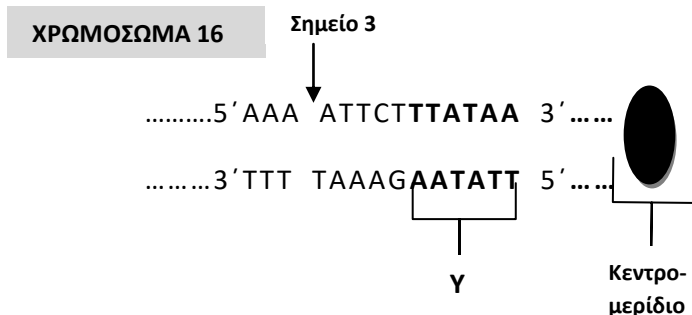 ΧΡΩΜΟΣΩΜΑ 16
Σημείο 3
……….5΄AAA ATTCTTTATAA 3΄……
………3΄TTT TAAAGAATATT 5΄……
Υ
Κεντρο-
μερίδιο